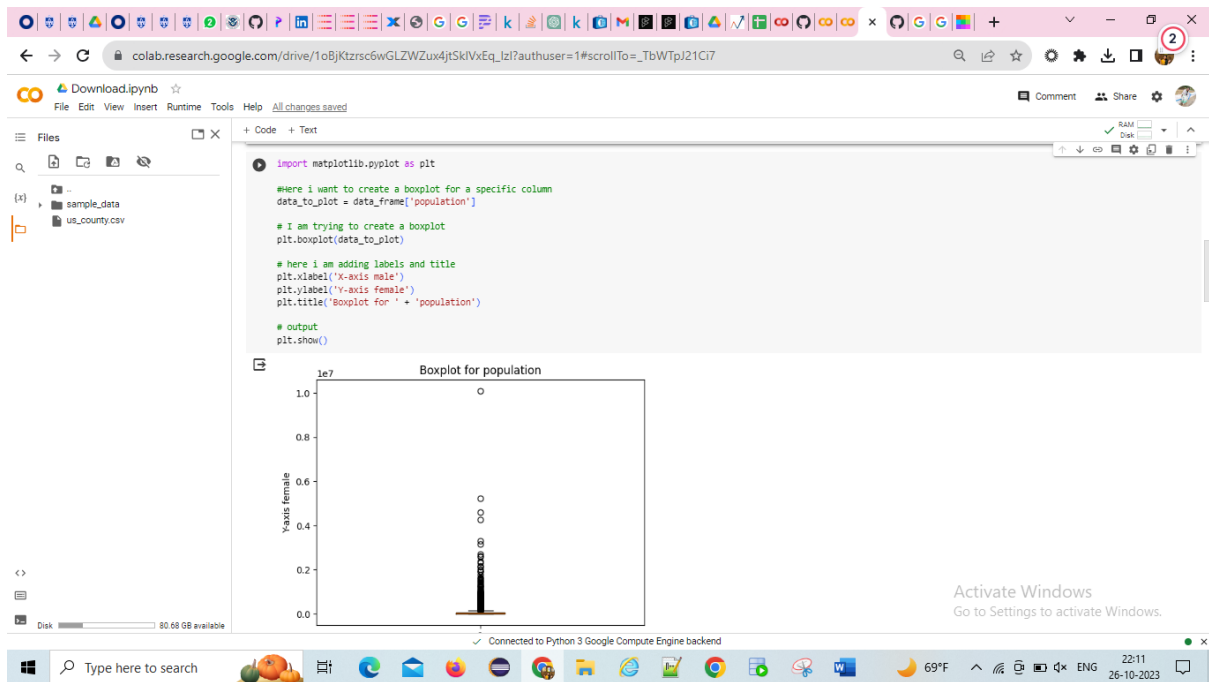 2
colab.research.google.com/drive/1oBjKtzrsc6wGLZWZux4jtSkIVxEq_IzI?authuser=1#scrollTo=_TbWTpJ21Ci7
Download.ipynb
File Edit View Insert Runtime Tools Help All changes saved
Comment Share
Files
+ Code + Text
RAM
Disk
..
sample_data
us_county.csv
{x}
import matplotlib.pyplot as plt
#Here i want to create a boxplot for a specific column
data_to_plot = data_frame['population']
# I am trying to create a boxplot
plt.boxplot(data_to_plot)
# here i am adding labels and title
plt.xlabel('X-axis male')
plt.ylabel('Y-axis female')
plt.title('Boxplot for ' + 'population')
# output
plt.show()
1e7
Boxplot for population
1.0
0.8
0.6
0.4
0.2
0.0
Y-axis female
Disk 80.68 GB available
Activate Windows
Go to Settings to activate Windows.
Connected to Python 3 Google Compute Engine backend
Type here to search
69°F
ENG
22:11
26-10-2023